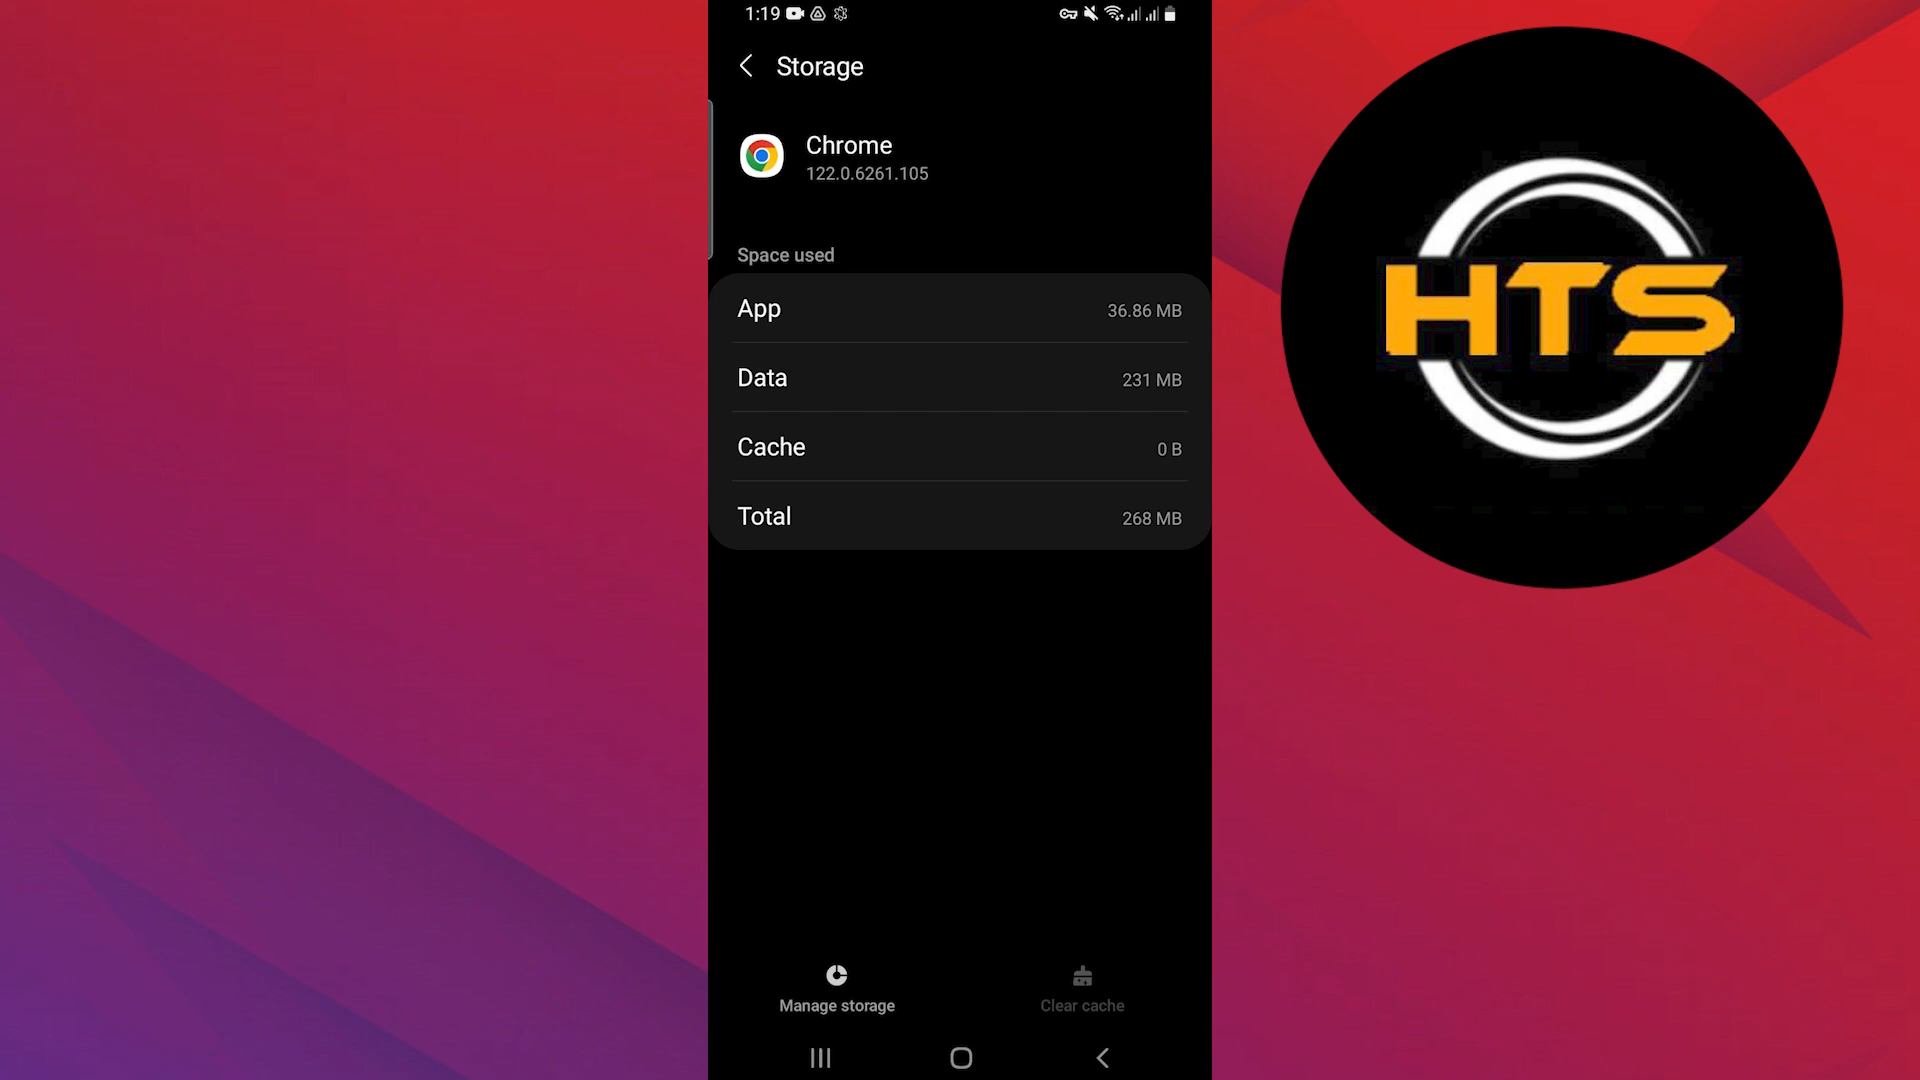 1:19
Storage
Chrome
122.0.6261.105
Space used
App 36.86 MB
Data 231 MB
Cache 0 B
Total 268 MB
Manage storage
Clear cache
HTS